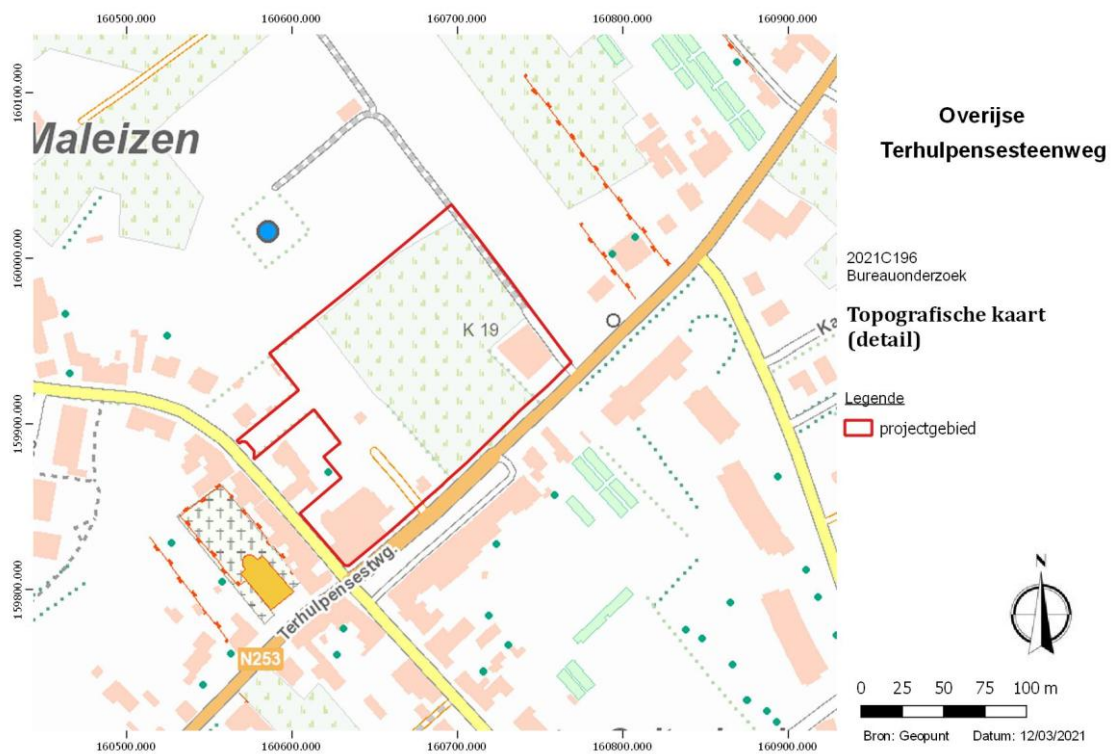 160500.000 160600.000 160700.000 160800.000 160900.000
160100.000
160000.000
159900.000
159800.000
Maleizen
K 19
Ka
Terhulpensestwg.
N253
160500.000 160600.000 160700.000 160800.000 160900.000
Overijse
Terhulpensesteenweg
2021C196
Bureauonderzoek
Topografische kaart
(detail)
Legende
projectgebied
N
0 25 50 75 100 m
Bron: Geopunt Datum: 12/03/2021